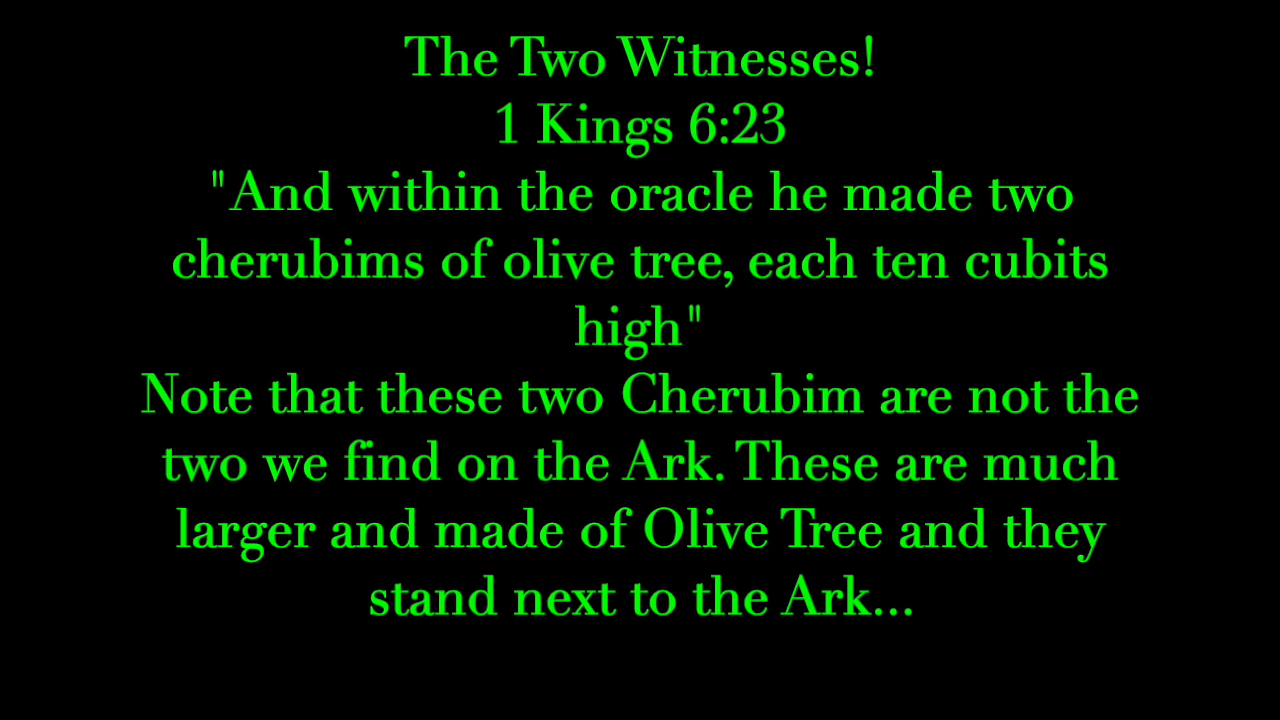 The Two Witnesses!
1 Kings 6:23
"And within the oracle he made two
cherubims of olive tree, each ten cubits
high"
Note that these two Cherubim are not the
two we find on the Ark. These are much
larger and made of Olive Tree and they
stand next to the Ark...